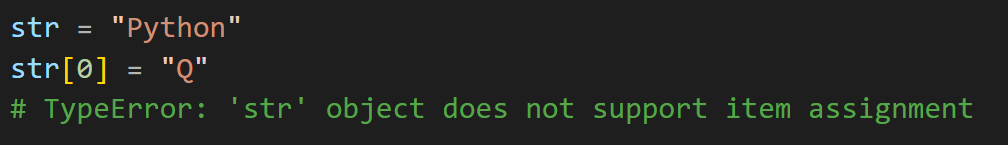 str = "Python"
str[0] = "Q"
# TypeError: 'str' object does not support item assignment